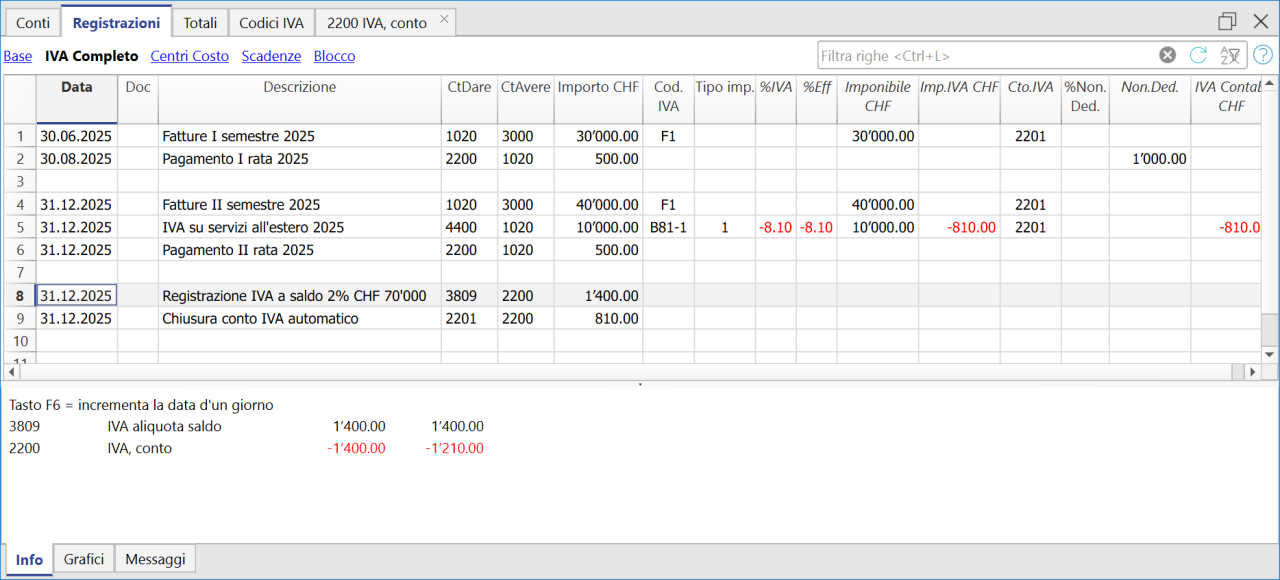 Conti Registrazioni Totali Codici IVA 2200 IVA, conto
Base IVA Completo Centri Costo Scadenze Blocco Filtra righe <Ctrl+L>
Data Doc Descrizione CtDare CtAvere Importo CHF Cod. IVA Tipo imp. %IVA %Eff Imponibile CHF Imp.IVA CHF Cto.IVA %Non. Ded. Non.Ded. IVA Contab CHF
1 30.06.2025 Fatture I semestre 2025 1020 3000 30’000.00 F1 30’000.00 2201
2 30.08.2025 Pagamento I rata 2025 2200 1020 500.00 1’000.00
3
4 31.12.2025 Fatture II semestre 2025 1020 3000 40’000.00 F1 40’000.00 2201
5 31.12.2025 IVA su servizi all'estero 2025 4400 1020 10’000.00 B81-1 1 -8.10 -8.10 10’000.00 -810.00 2201 -810.0
6 31.12.2025 Pagamento II rata 2025 2200 1020 500.00
7
8 31.12.2025 Registrazione IVA a saldo 2% CHF 70'000 3809 2200 1’400.00
9 31.12.2025 Chiusura conto IVA automatico 2201 2200 810.00
10
11
Tasto F6 = incrementa la data d'un giorno
3809 IVA aliquota saldo 1’400.00 1’400.00
2200 IVA, conto -1’400.00 -1’210.00
Info Grafici Messaggi